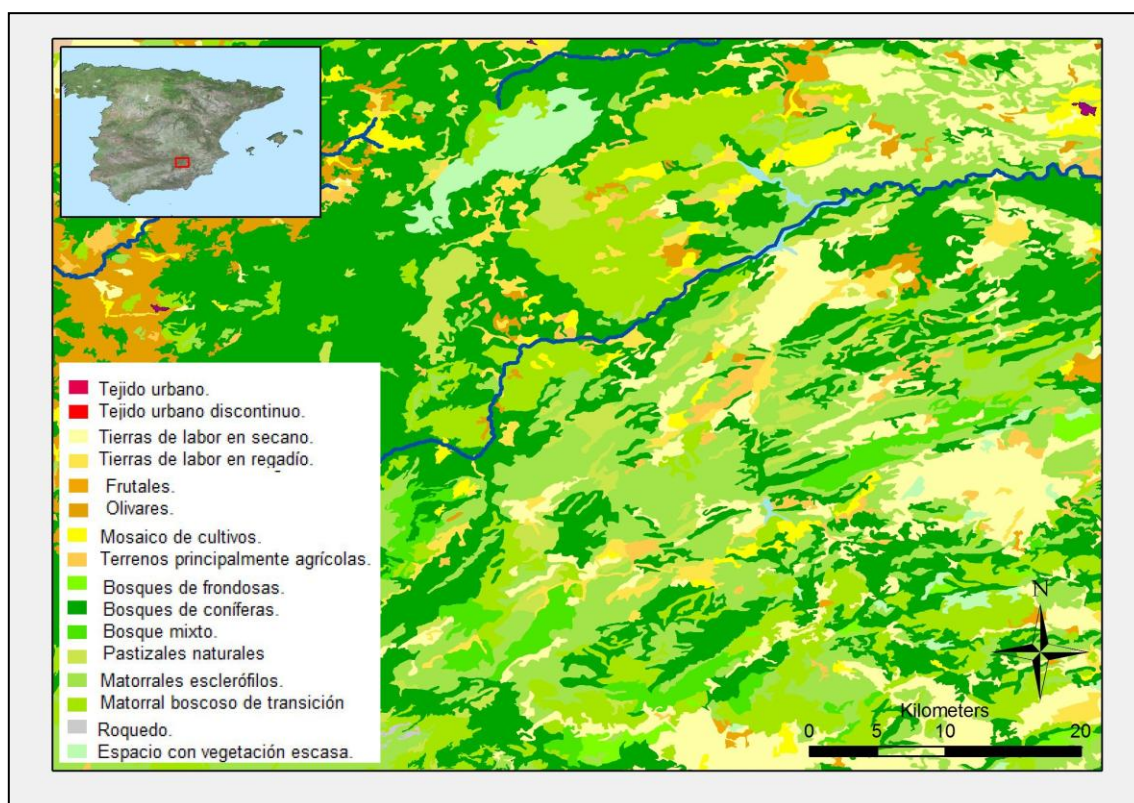 Tejido urbano.
Tejido urbano discontinuo.
Tierras de labor en secano.
Tierras de labor en regadío.
Frutales.
Olivares.
Mosaico de cultivos.
Terrenos principalmente agrícolas.
Bosques de frondosas.
Bosques de coníferas.
Bosque mixto.
Pastizales naturales
Matorrales esclerófilos.
Matorral boscoso de transición
Roquedo.
Espacio con vegetación escasa.
N
Kilometers
0 5 10 20